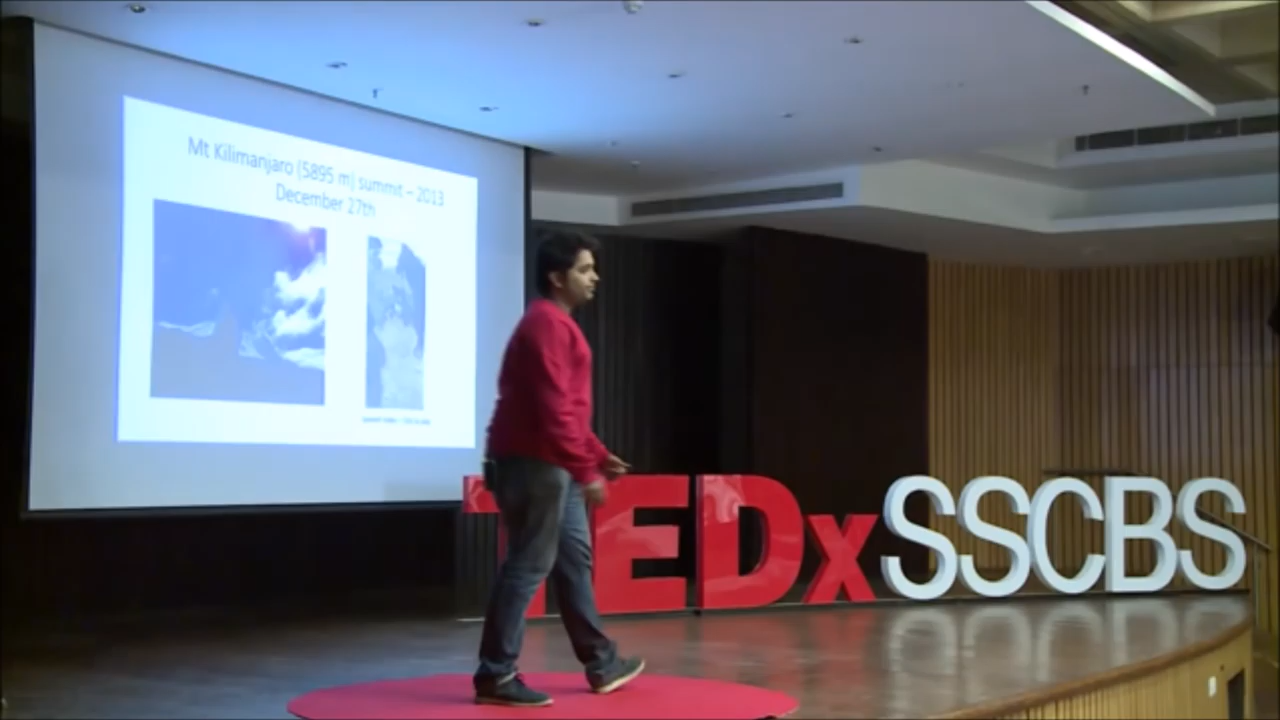 Mt Kilimanjaro (5895 m) summit – 2013
December 27th
TEDxSSCBS